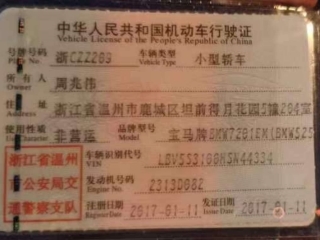 中华人民共和国机动车行驶证
Vehicle License of the People's Republic of China
号牌号码 浙CZZ283 车辆类型 小型轿车
Plate No. Vehicle Type
所有人 周兆伟
Owner
住址 浙江省温州市鹿城区坦前得月花园5幢204室
Address
使用性质 非营运 品牌型号 宝马牌BMW7201EM(BMW525
Model
浙江省温州 车辆识别代号
VIN
市公安局交 发动机号码
Engine No.
通警察支队 注册日期 2017-01-11 发证日期 2017-01-11
Register Date Issue Date